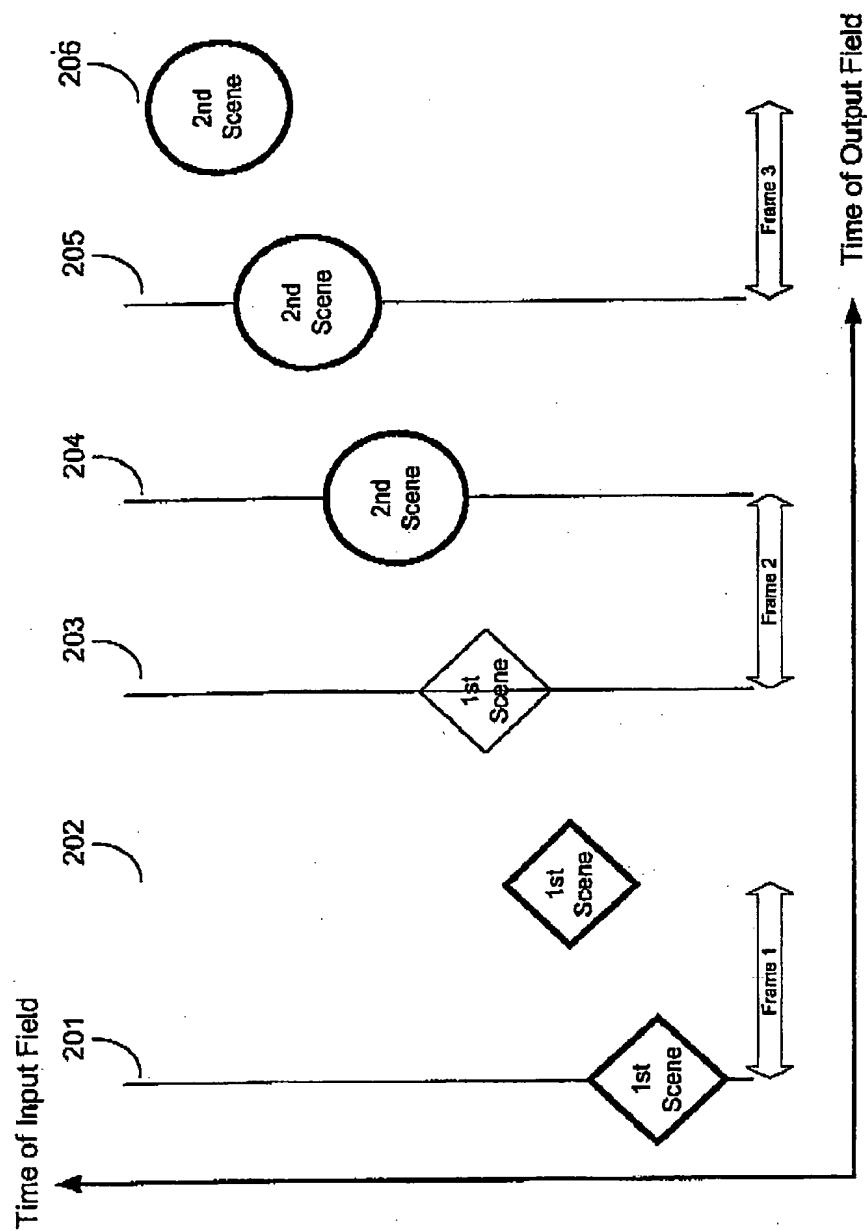 Time of Input Field
201
202
203
204
205
206
1st
Scene
1st
Scene
1st
Scene
2nd
Scene
2nd
Scene
2nd
Scene
Frame 1
Frame 2
Frame 3
Time of Output Field